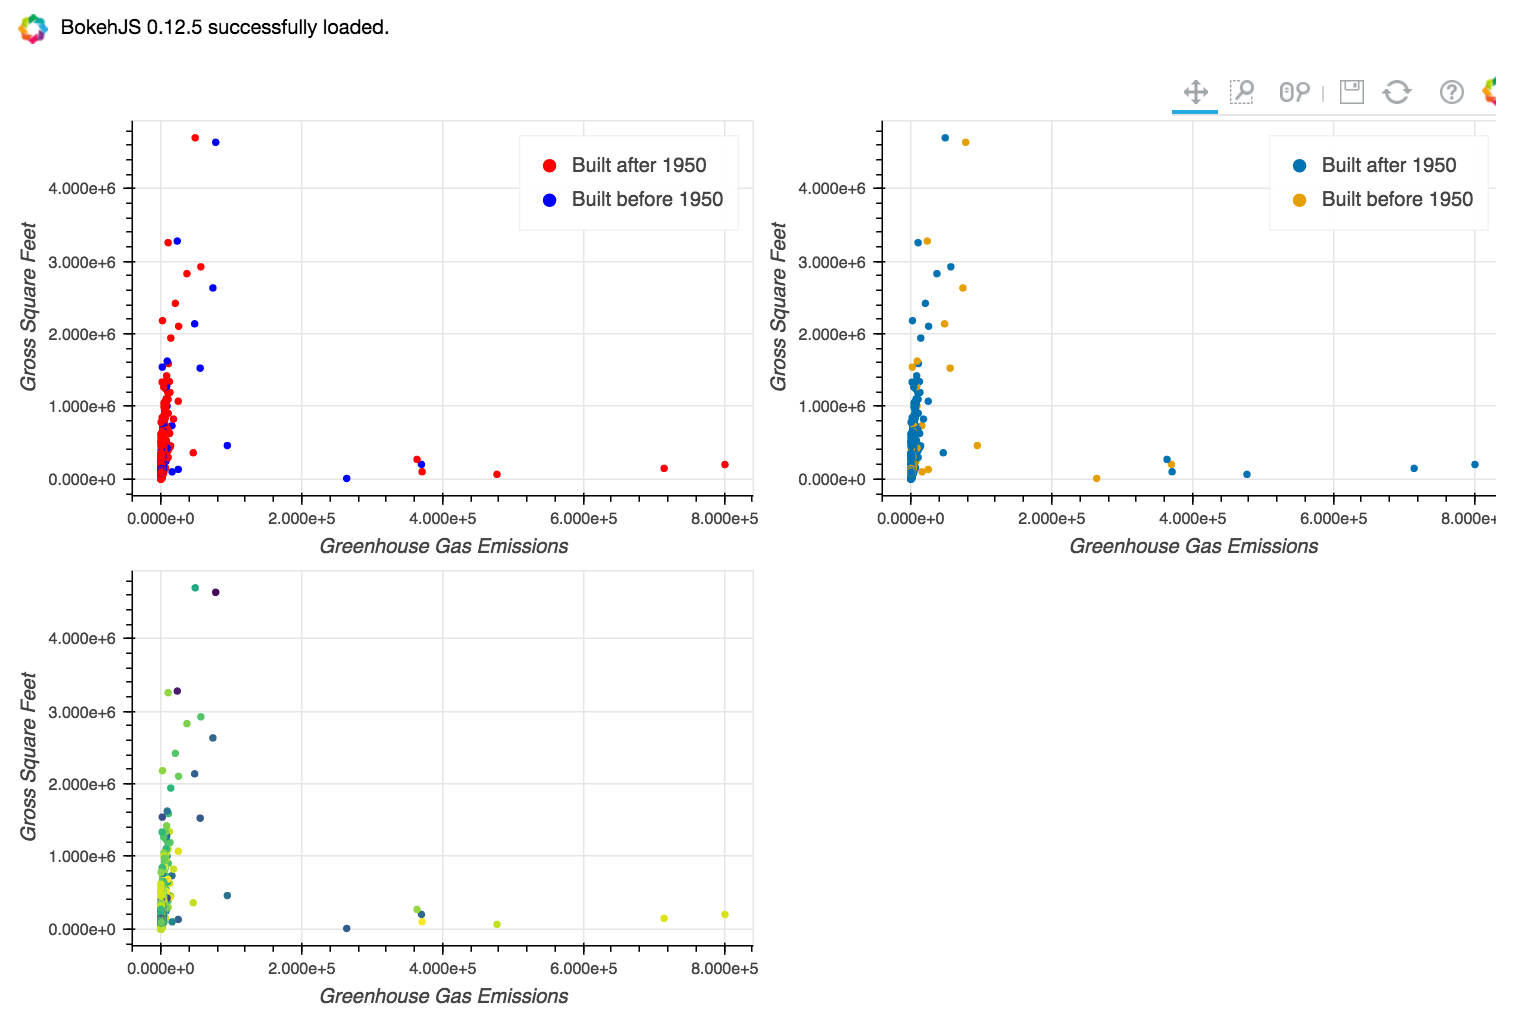 BokehJS 0.12.5 successfully loaded.
Built after 1950
Built before 1950
4.000e+6
3.000e+6
2.000e+6
1.000e+6
0.000e+0
Gross Square Feet
0.000e+0 2.000e+5 4.000e+5 6.000e+5 8.000e+5
Greenhouse Gas Emissions
Built after 1950
Built before 1950
4.000e+6
3.000e+6
2.000e+6
1.000e+6
0.000e+0
Gross Square Feet
0.000e+0 2.000e+5 4.000e+5 6.000e+5 8.000e+
Greenhouse Gas Emissions
4.000e+6
3.000e+6
2.000e+6
1.000e+6
0.000e+0
Gross Square Feet
0.000e+0 2.000e+5 4.000e+5 6.000e+5 8.000e+5
Greenhouse Gas Emissions